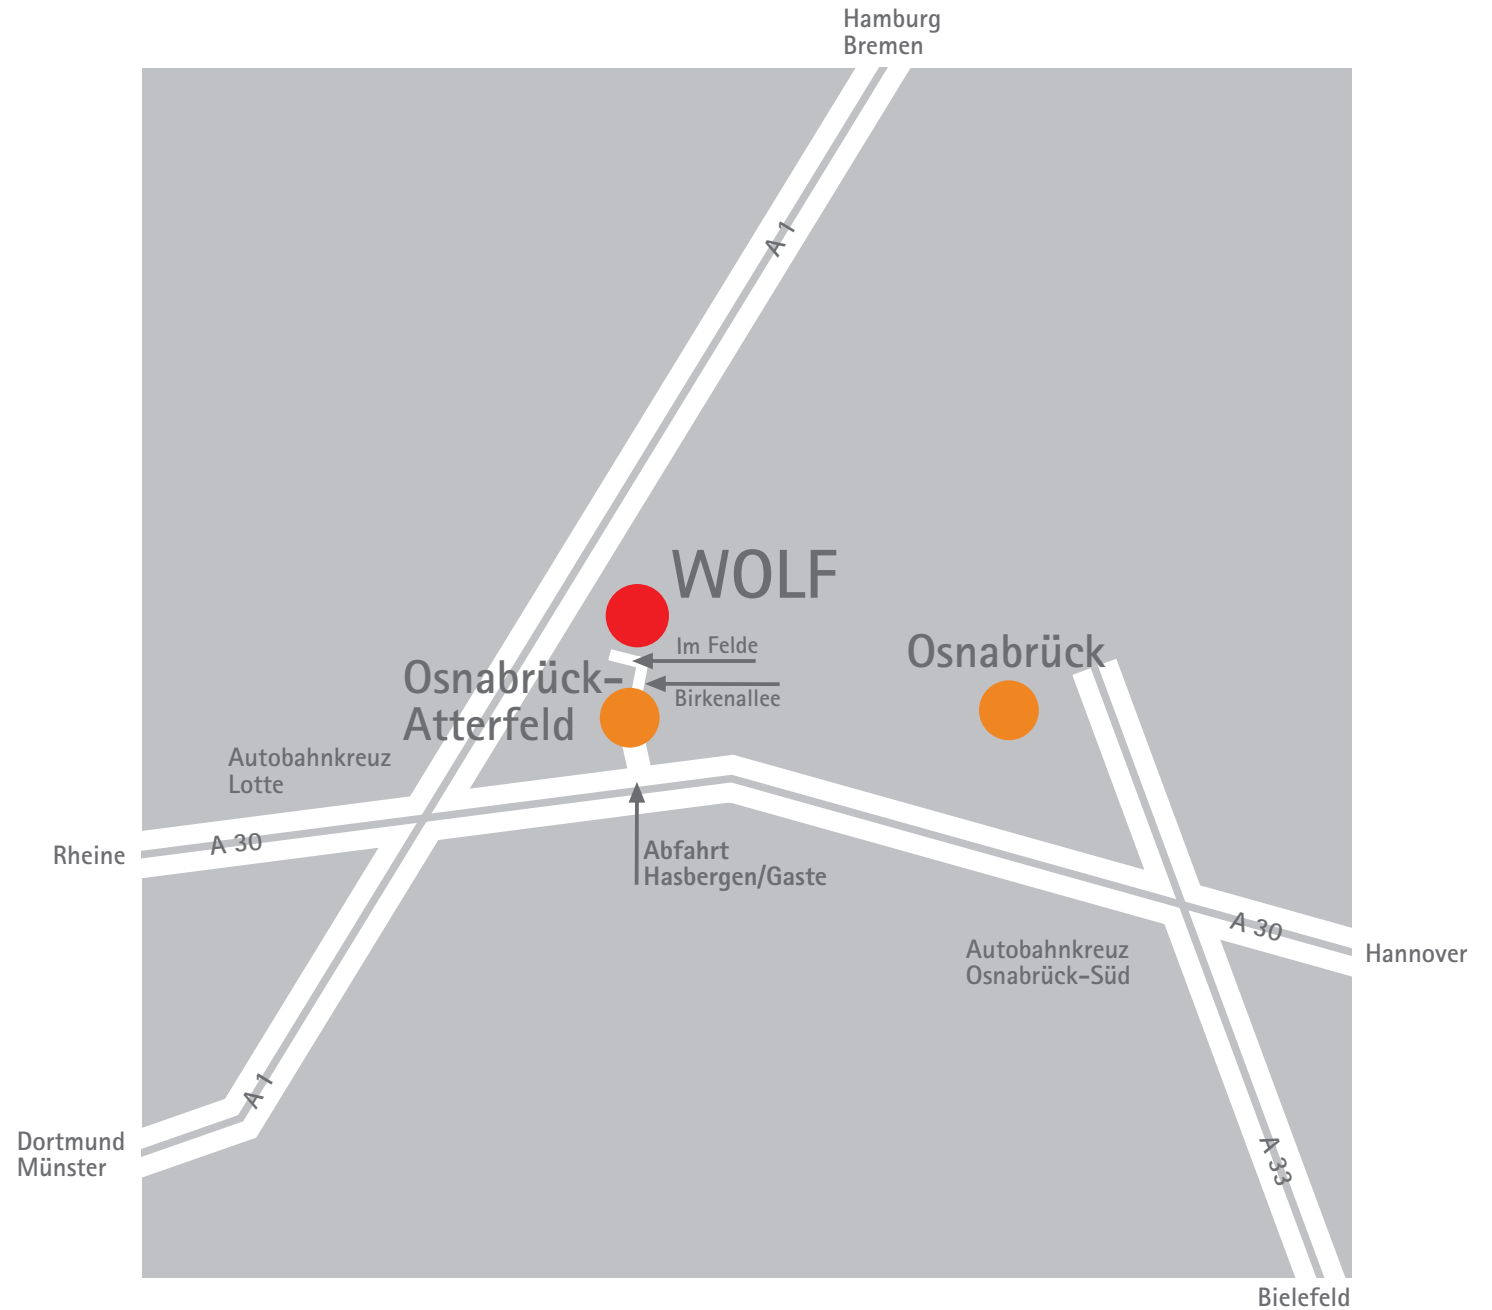 Hamburg
Bremen
A 1
WOLF
Im Felde
Osnabrück
Osnabrück-
Atterfeld
Birkenallee
Autobahnkreuz
Lotte
A 30
Rheine
Abfahrt
Hasbergen/Gaste
A 30
Autobahnkreuz
Osnabrück-Süd
Hannover
A 1
Dortmund
Münster
A 33
Bielefeld